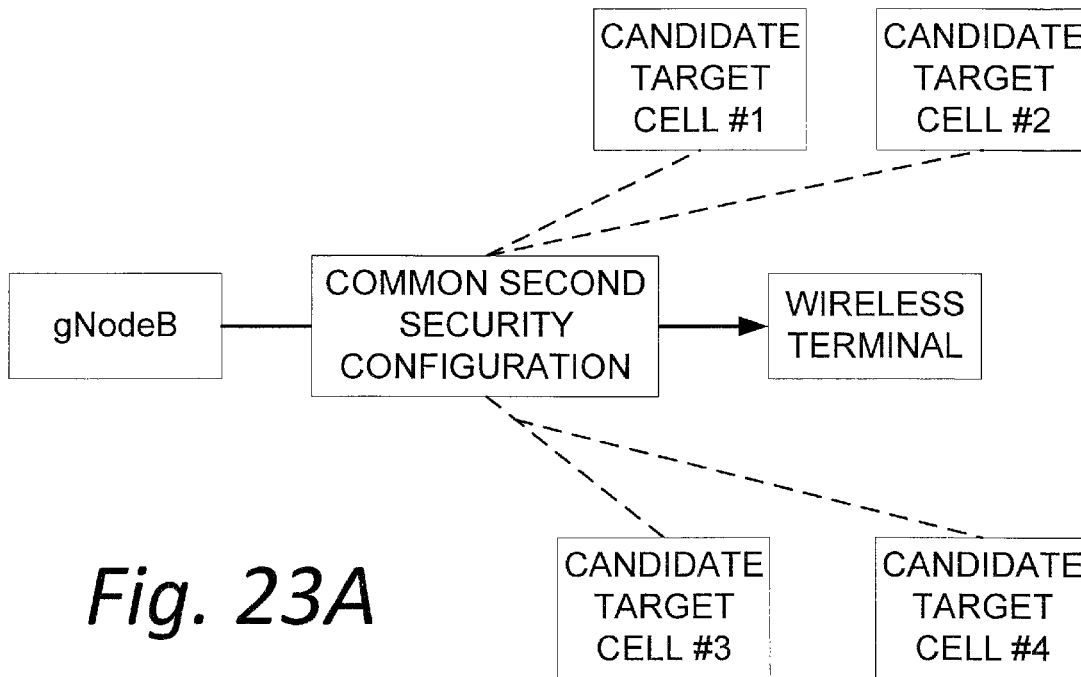 CANDIDATE
TARGET
CELL #1
CANDIDATE
TARGET
CELL #2
gNodeB
COMMON SECOND
SECURITY
CONFIGURATION
WIRELESS
TERMINAL
CANDIDATE
TARGET
CELL #3
CANDIDATE
TARGET
CELL #4
Fig. 23A